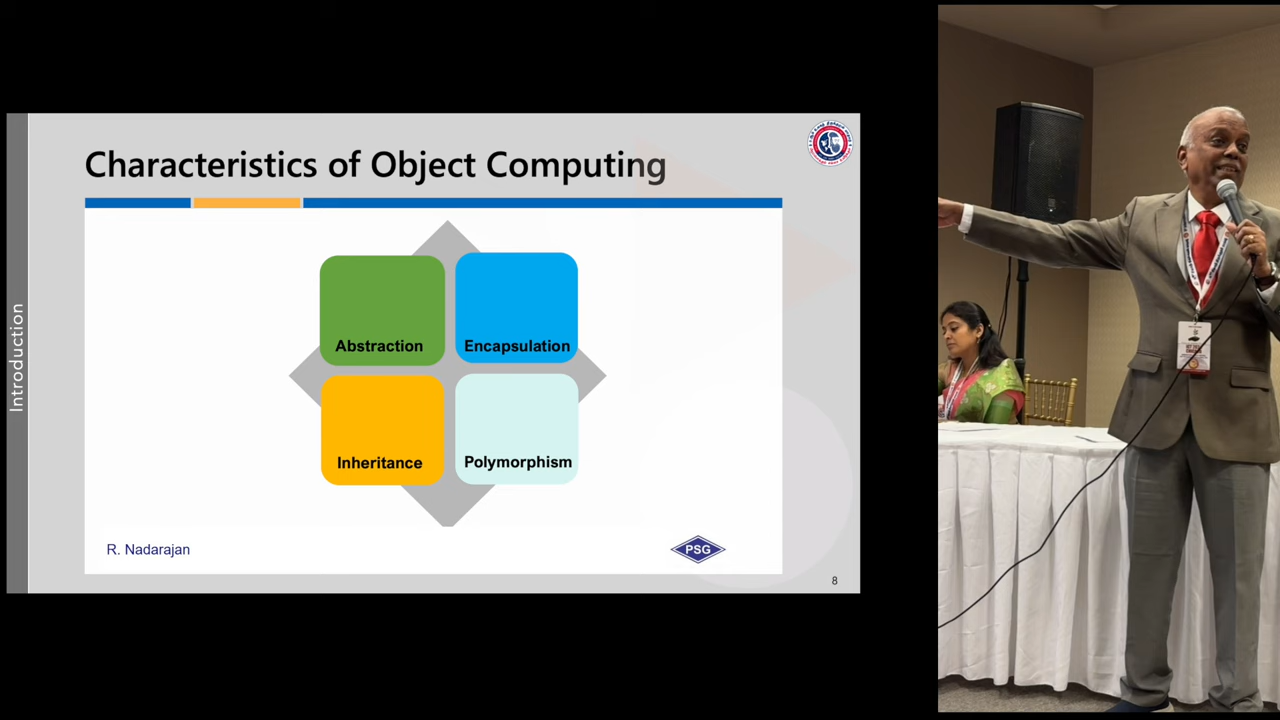 Characteristics of Object Computing
Introduction
Abstraction
Encapsulation
Inheritance
Polymorphism
R. Nadarajan
PSG
8